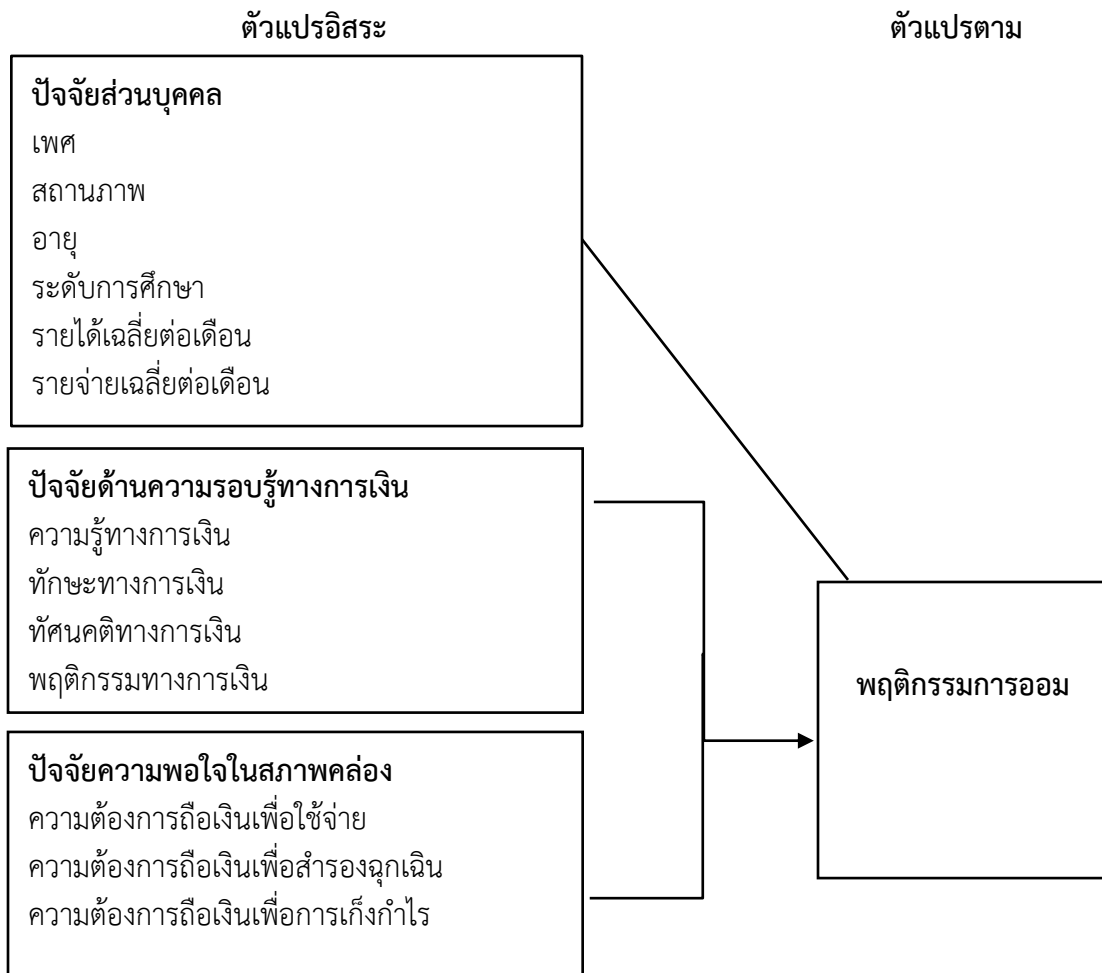 ตัวแปรอิสระ
ตัวแปรตาม
ปัจจัยส่วนบุคคล
เพศ
สถานภาพ
อายุ
ระดับการศึกษา
รายได้เฉลี่ยต่อเดือน
รายจ่ายเฉลี่ยต่อเดือน
ปัจจัยด้านความรอบรู้ทางการเงิน
ความรู้ทางการเงิน
ทักษะทางการเงิน
ทัศนคติทางการเงิน
พฤติกรรมทางการเงิน
ปัจจัยความพอใจในสภาพคล่อง
ความต้องการถือเงินเพื่อใช้จ่าย
ความต้องการถือเงินเพื่อสำรองฉุกเฉิน
ความต้องการถือเงินเพื่อการเก็งกำไร
พฤติกรรมการออม